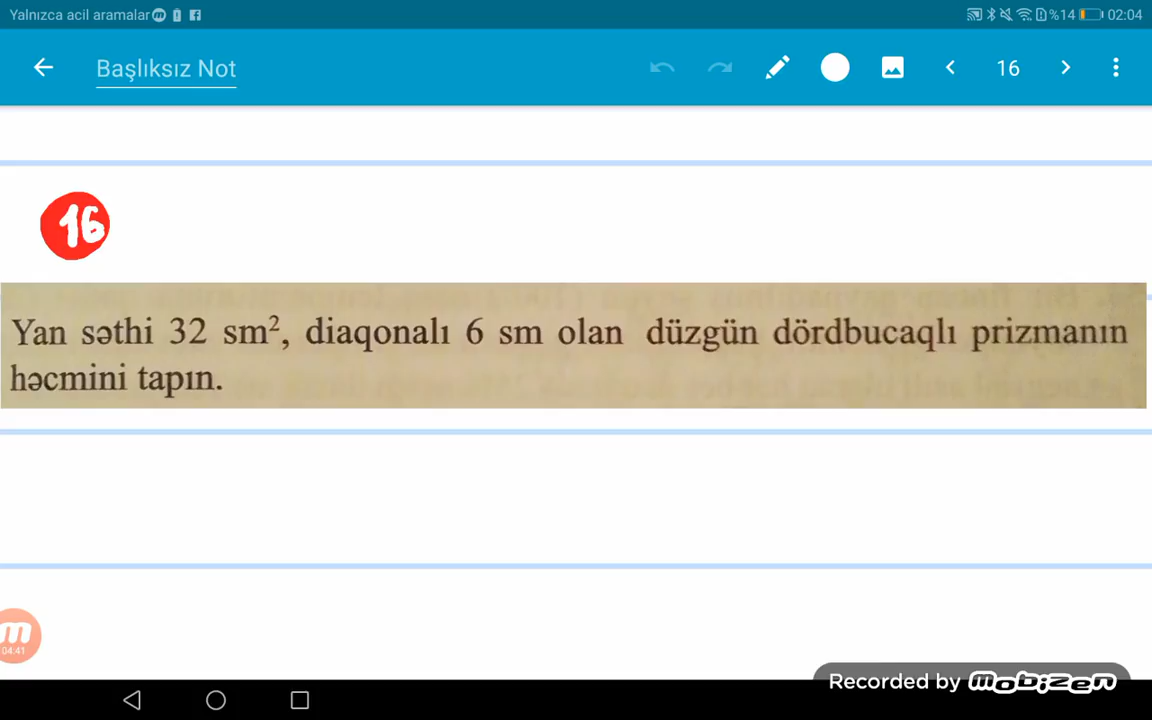 Yalnızca acil aramalar
%14 02:04
Başlıksız Not
16
16
Yan səthi 32 sm², diaqonalı 6 sm olan düzgün dördbucaqlı prizmanın
həcmini tapın.
04:41
Recorded by mobizen